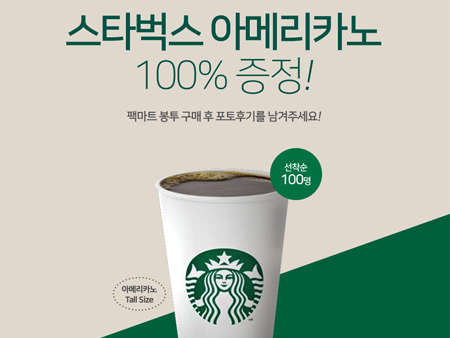 스타벅스 아메리카노
100% 증정!
팩마트 봉투 구매 후 포토후기를 남겨주세요!
선착순
100명
아메리카노
Tall Size